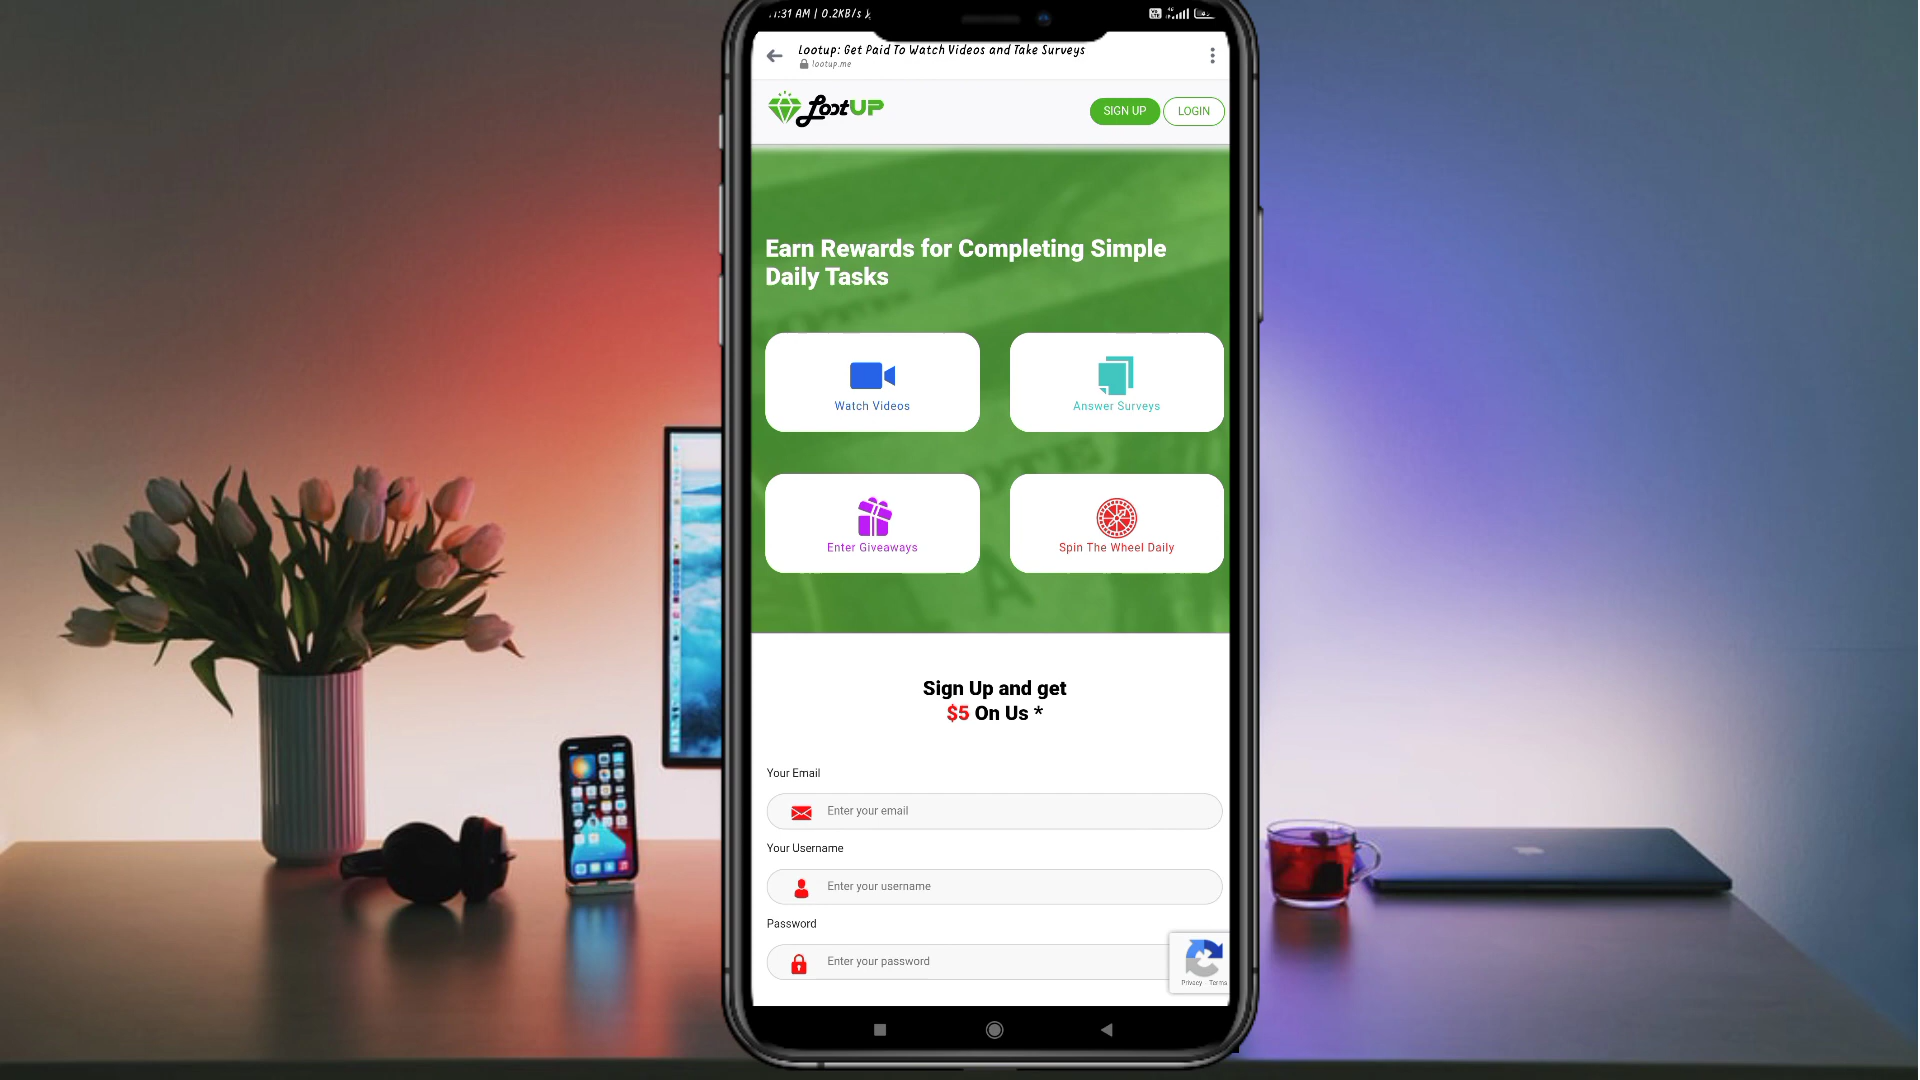 :31 AM | 0.2KB/s
Lootup: Get Paid To Watch Videos and Take Surveys
lootup.me
LootUP
SIGN UP
LOGIN
Earn Rewards for Completing Simple
Daily Tasks
Watch Videos
Answer Surveys
Enter Giveaways
Spin The Wheel Daily
Sign Up and get
$5 On Us *
Your Email
Enter your email
Your Username
Enter your username
Password
Enter your password
Privacy - Terms